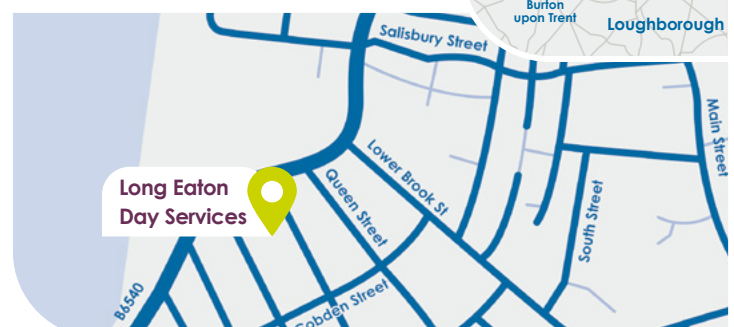 Burton
upon Trent
Loughborough
Salisbury Street
Main Street
Lower Brook St
Long Eaton
Day Services
Queen Street
South Street
B6540
Cobden Street